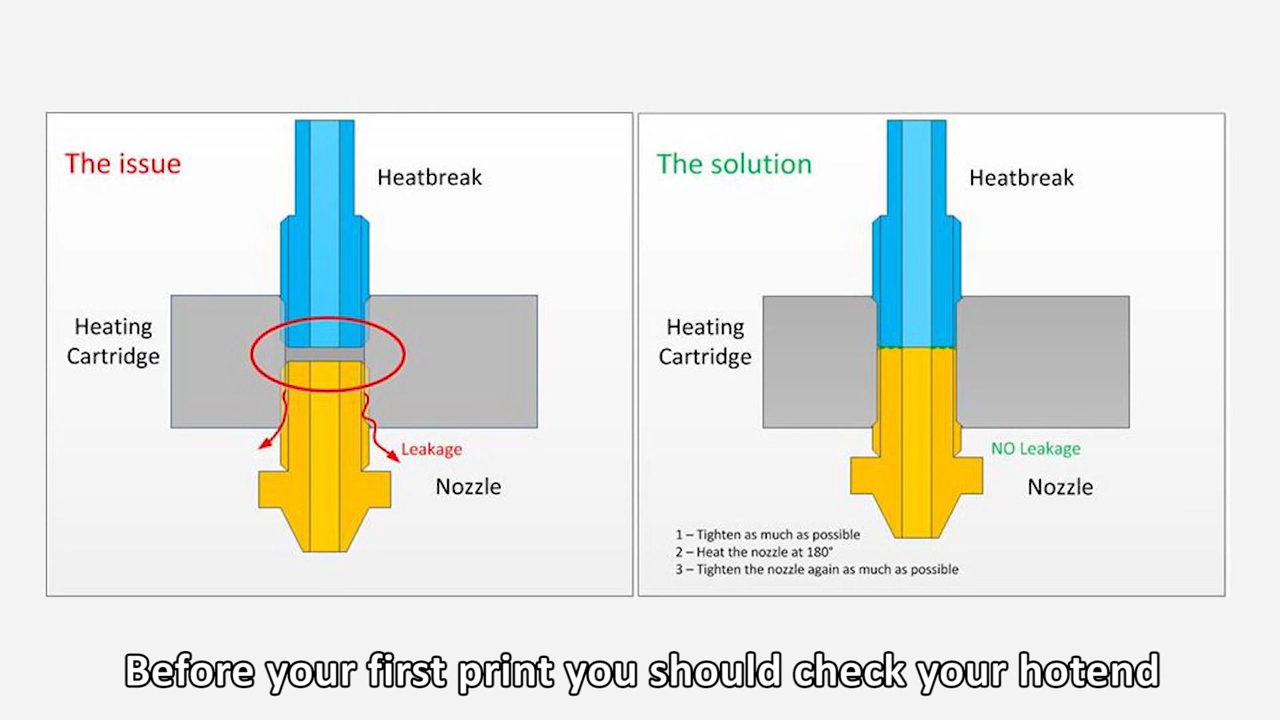 The issue
Heatbreak
Heating
Cartridge
Leakage
Nozzle
The solution
Heatbreak
Heating
Cartridge
NO Leakage
Nozzle
1 – Tighten as much as possible
2 – Heat the nozzle at 180°
3 – Tighten the nozzle again as much as possible
Before your first print you should check your hotend